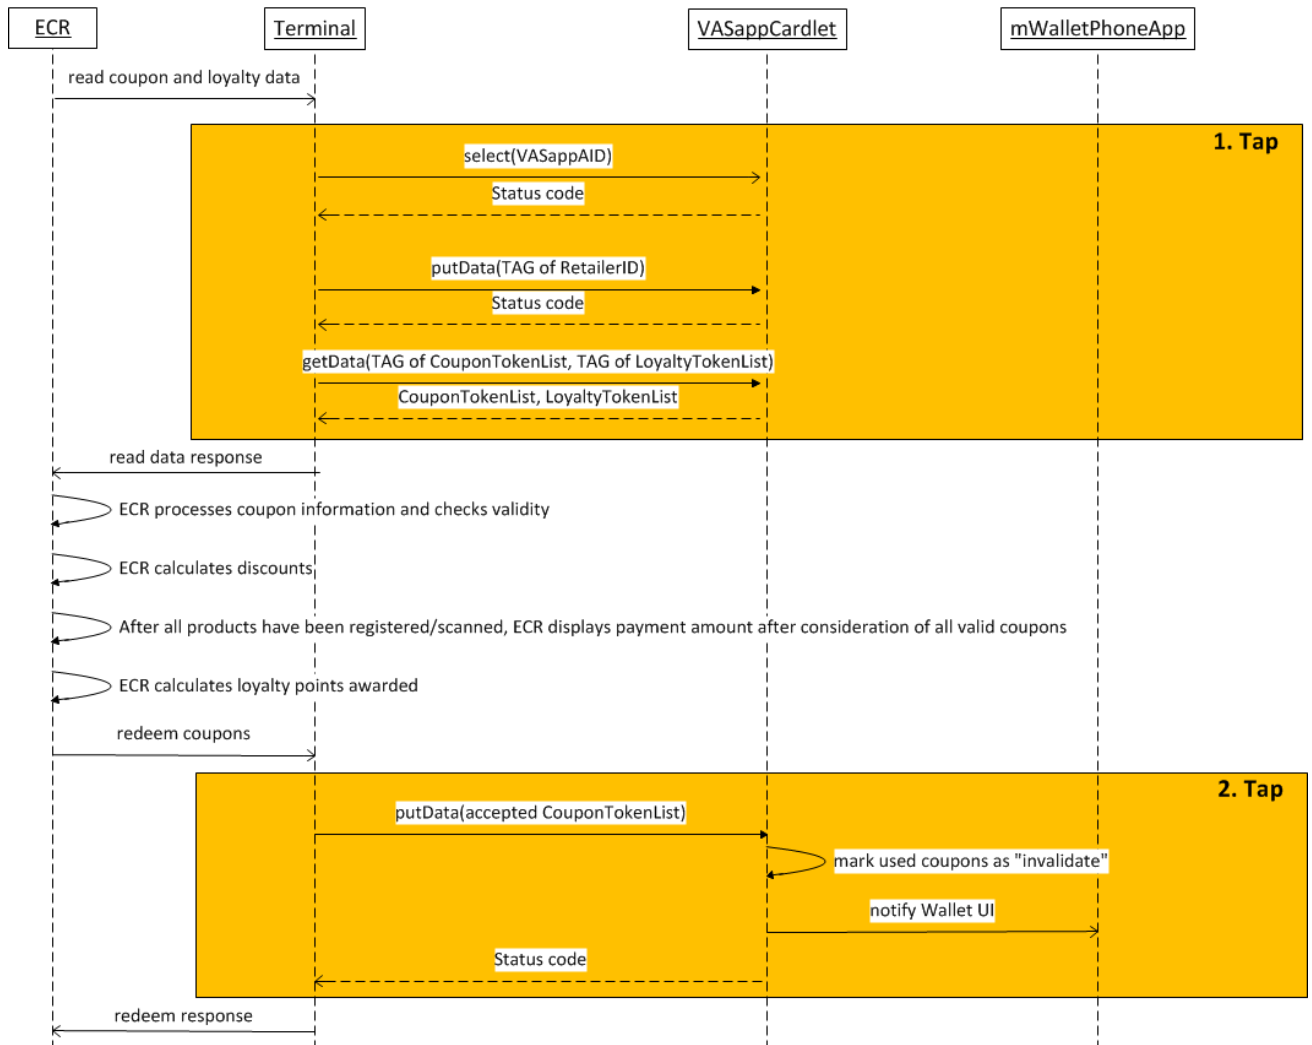 ECR
Terminal
VASappCardlet
mWalletPhoneApp
read coupon and loyalty data
1. Tap
select(VASappAID)
Status code
putData(TAG of RetailerID)
Status code
getData(TAG of CouponTokenList, TAG of LoyaltyTokenList)
CouponTokenList, LoyaltyTokenList
read data response
ECR processes coupon information and checks validity
ECR calculates discounts
After all products have been registered/scanned, ECR displays payment amount after consideration of all valid coupons
ECR calculates loyalty points awarded
redeem coupons
2. Tap
putData(accepted CouponTokenList)
mark used coupons as "invalidate"
notify Wallet UI
Status code
redeem response